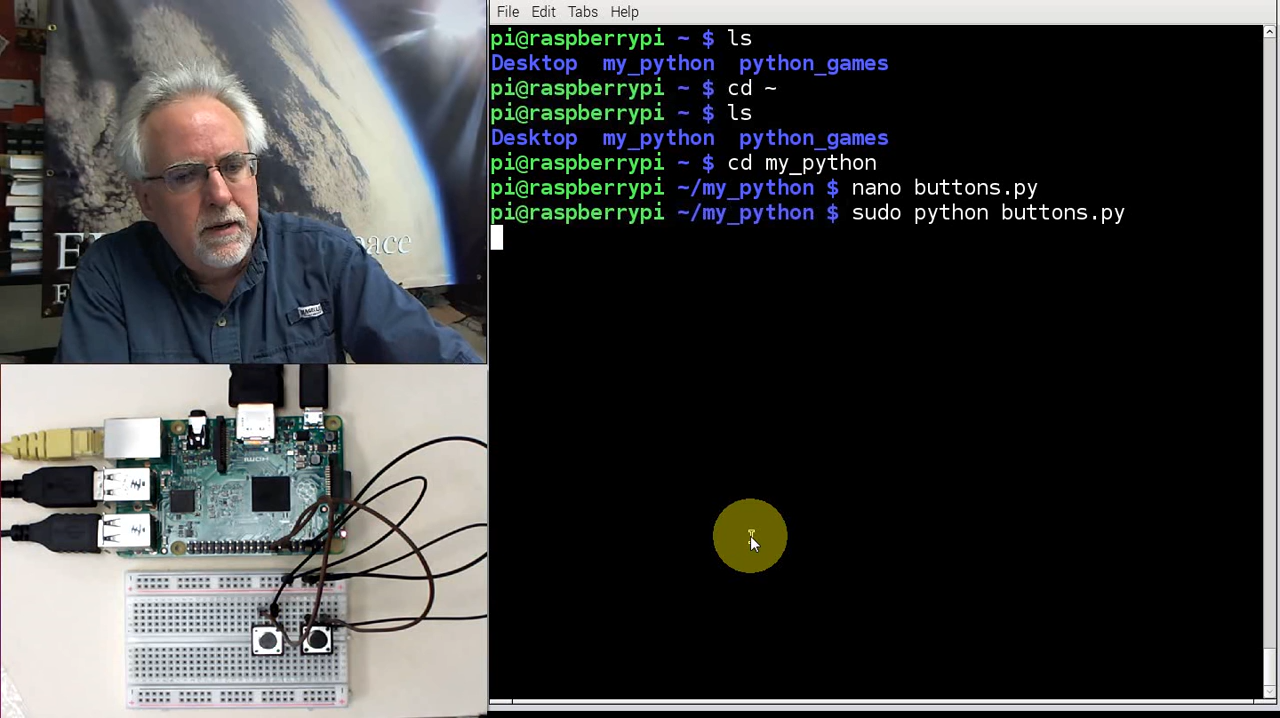 File Edit Tabs Help
pi@raspberrypi ~ $ ls
Desktop my_python python_games
pi@raspberrypi ~ $ cd ~
pi@raspberrypi ~ $ ls
Desktop my_python python_games
pi@raspberrypi ~ $ cd my_python
pi@raspberrypi ~/my_python $ nano buttons.py
pi@raspberrypi ~/my_python $ sudo python buttons.py